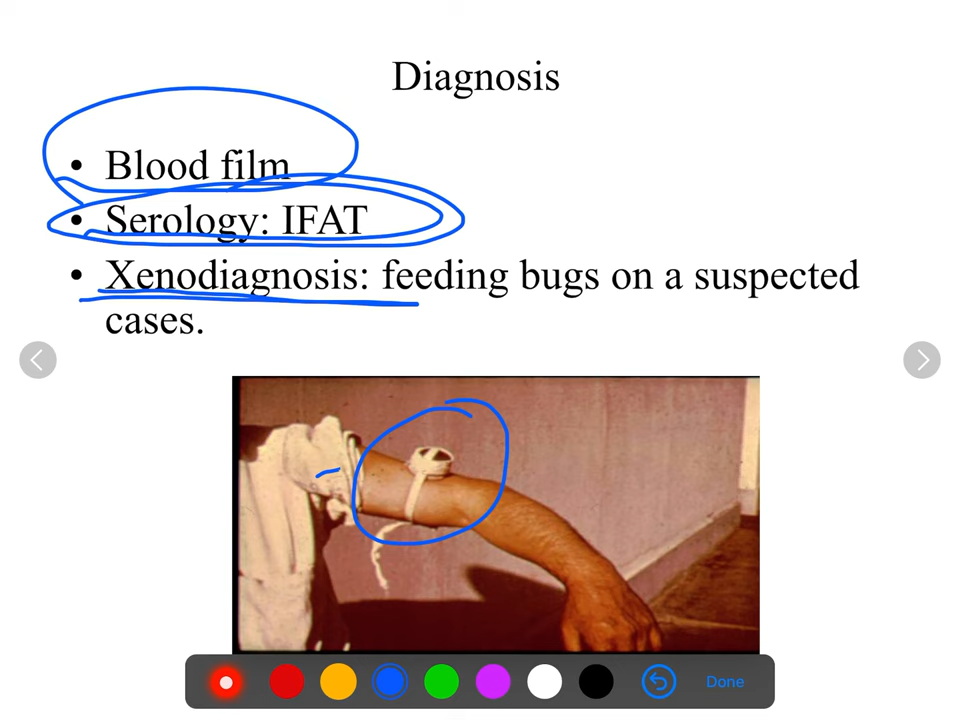 Diagnosis
• Blood film
• Serology: IFAT
• Xenodiagnosis: feeding bugs on a suspected
cases.
Done